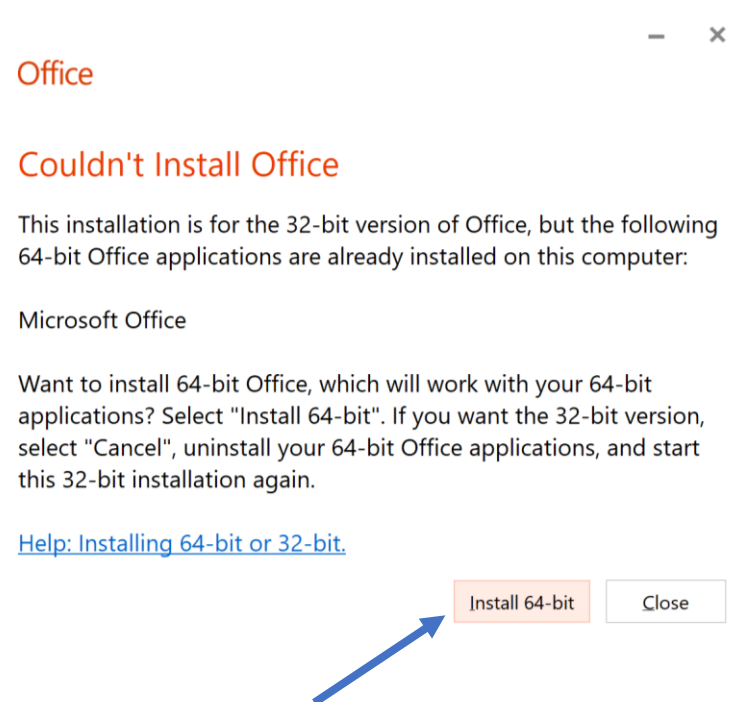 Office
Couldn't Install Office
This installation is for the 32-bit version of Office, but the following
64-bit Office applications are already installed on this computer:
Microsoft Office
Want to install 64-bit Office, which will work with your 64-bit
applications? Select "Install 64-bit". If you want the 32-bit version,
select "Cancel", uninstall your 64-bit Office applications, and start
this 32-bit installation again.
Help: Installing 64-bit or 32-bit.
Install 64-bit
Close